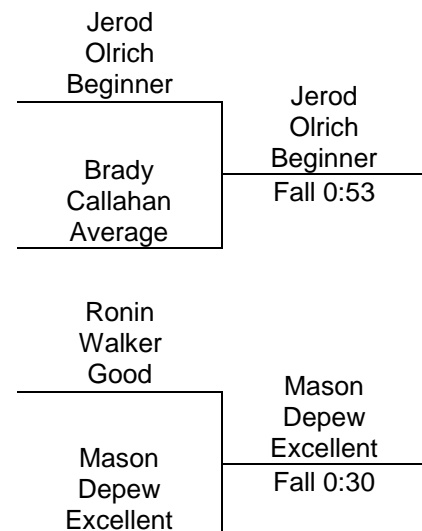 Jerod
Olrich
Beginner
Brady
Callahan
Average
Jerod
Olrich
Beginner
Fall 0:53
Ronin
Walker
Good
Mason
Depew
Excellent
Mason
Depew
Excellent
Fall 0:30